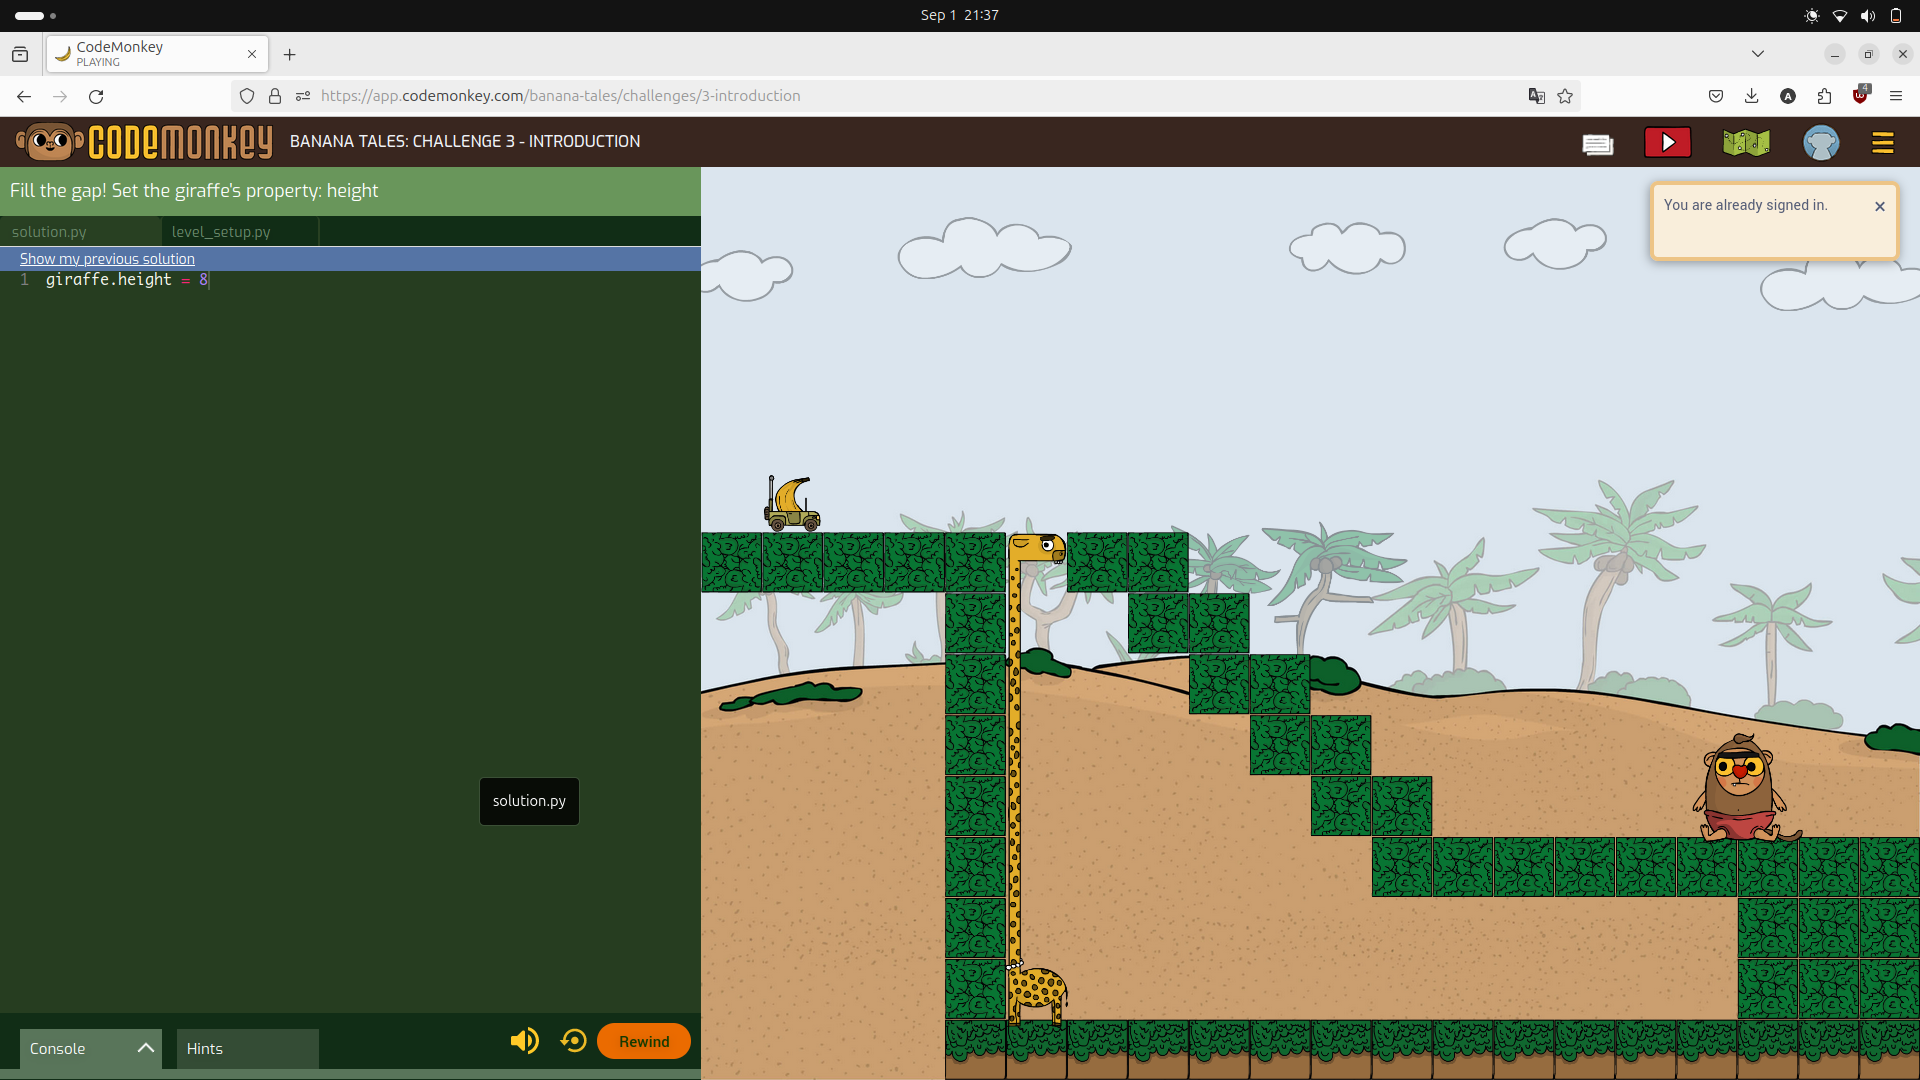 Sep 1 21:37
CodeMonkey
PLAYING
https://app.codemonkey.com/banana-tales/challenges/3-introduction
A
4
CODEMONKEY
BANANA TALES: CHALLENGE 3 - INTRODUCTION
Fill the gap! Set the giraffe's property: height
You are already signed in.
solution.py
level_setup.py
Show my previous solution
1 giraffe.height = 8
solution.py
Console
Hints
Rewind